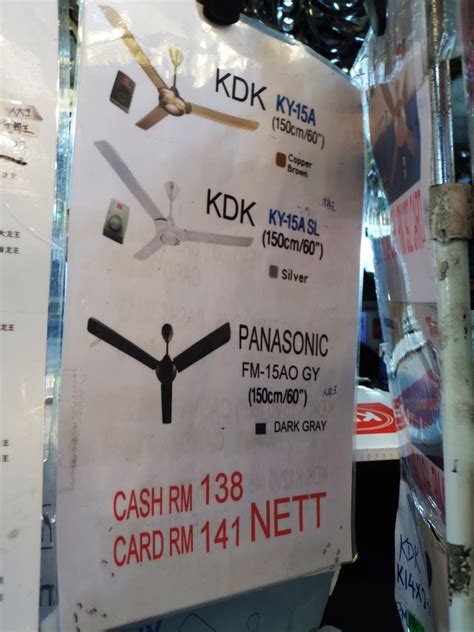 KDK KY-15A
(150cm/60")
Copper
Brown
KDK KY-15A SL
(150cm/60")
Silver
PANASONIC
FM-15AO GY
(150cm/60")
DARK GRAY
CASH RM 138
CARD RM 141 NETT
KDK